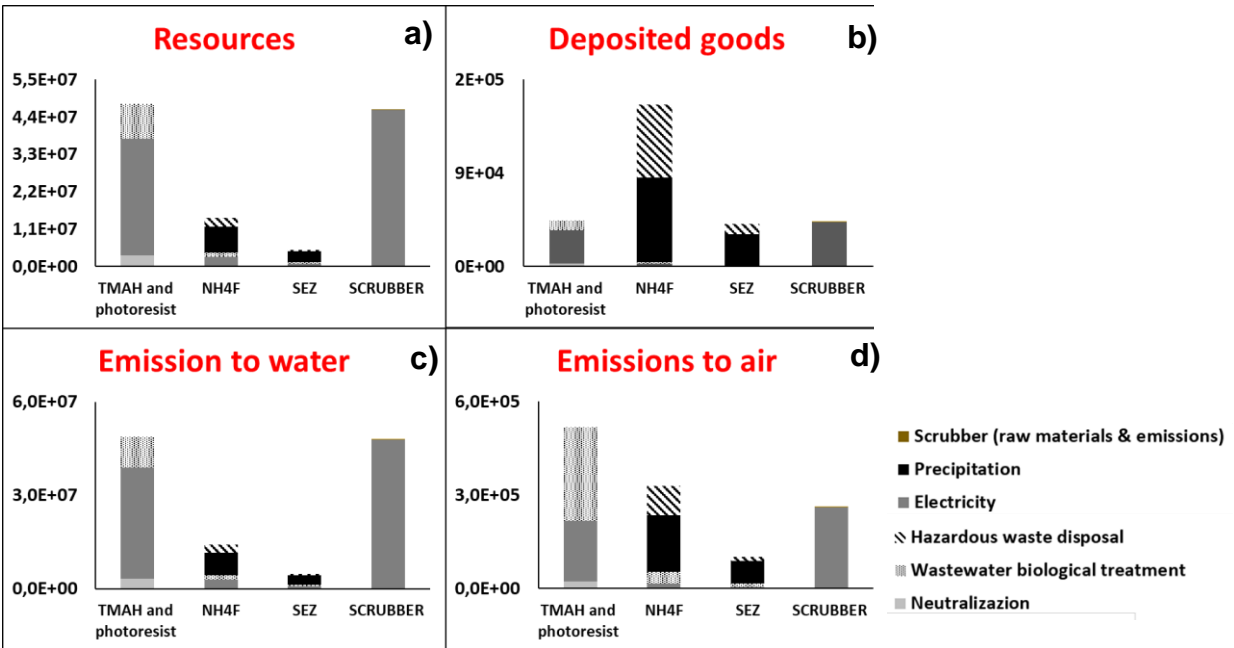 Resources
a)
5,5E+07
4,4E+07
3,3E+07
2,2E+07
1,1E+07
0,0E+00
TMAH and
photoresist
NH4F
SEZ
SCRUBBER
Deposited goods
b)
2E+05
9E+04
0E+00
TMAH and
photoresist
NH4F
SEZ
SCRUBBER
Emission to water
c)
6,0E+07
3,0E+07
0,0E+00
TMAH and
photoresist
NH4F
SEZ
SCRUBBER
Emissions to air
d)
6,0E+05
3,0E+05
0,0E+00
TMAH and
photoresist
NH4F
SEZ
SCRUBBER
Scrubber (raw materials & emissions)
Precipitation
Electricity
Hazardous waste disposal
Wastewater biological treatment
Neutralizazion